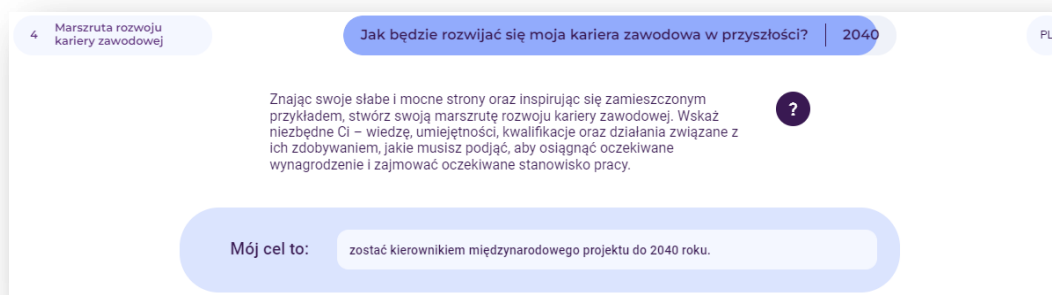 4
Marszruta rozwoju
kariery zawodowej
Jak będzie rozwijać się moja kariera zawodowa w przyszłości? 2040
PL
Znając swoje słabe i mocne strony oraz inspirując się zamieszczonym
przykładem, stwórz swoją marszrutę rozwoju kariery zawodowej. Wskaż
niezbędne Ci – wiedzę, umiejętności, kwalifikacje oraz działania związane z
ich zdobywaniem, jakie musisz podjąć, aby osiągnąć oczekiwane
wynagrodzenie i zajmować oczekiwane stanowisko pracy.
?
Mój cel to: zostać kierownikiem międzynarodowego projektu do 2040 roku.